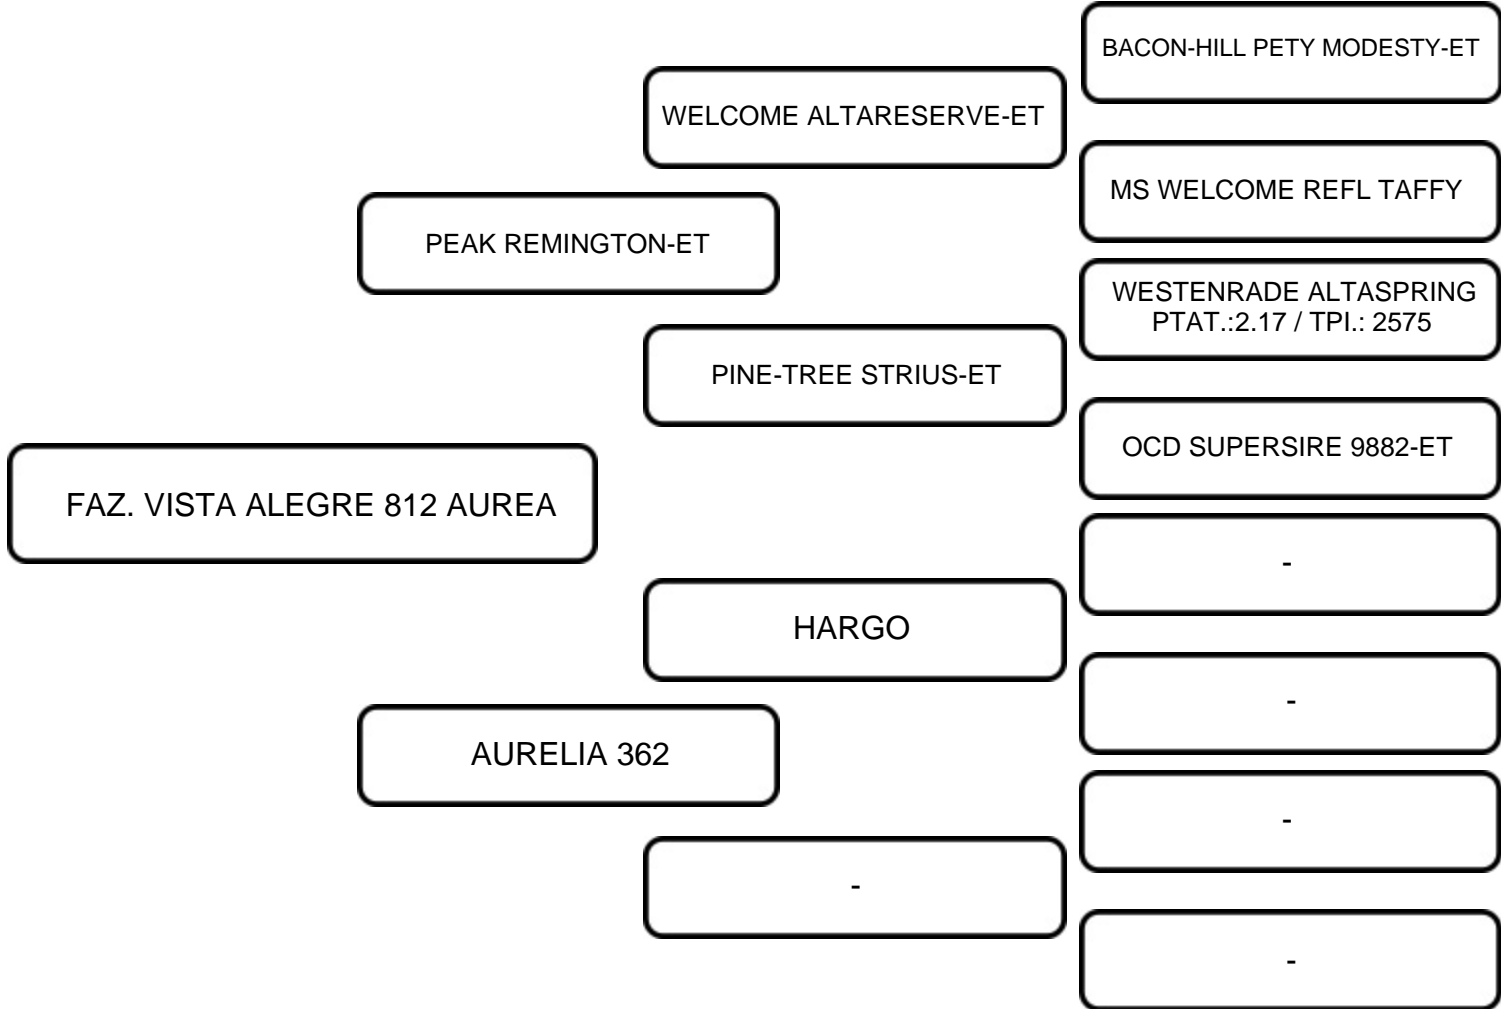 BACON-HILL PETY MODESTY-ET
WELCOME ALTARESERVE-ET
MS WELCOME REFL TAFFY
PEAK REMINGTON-ET
WESTENRADE ALTASPRING
PTAT.:2.17 / TPI.: 2575
PINE-TREE STRIUS-ET
OCD SUPERSIRE 9882-ET
FAZ. VISTA ALEGRE 812 AUREA
-
HARGO
-
AURELIA 362
-
-
-